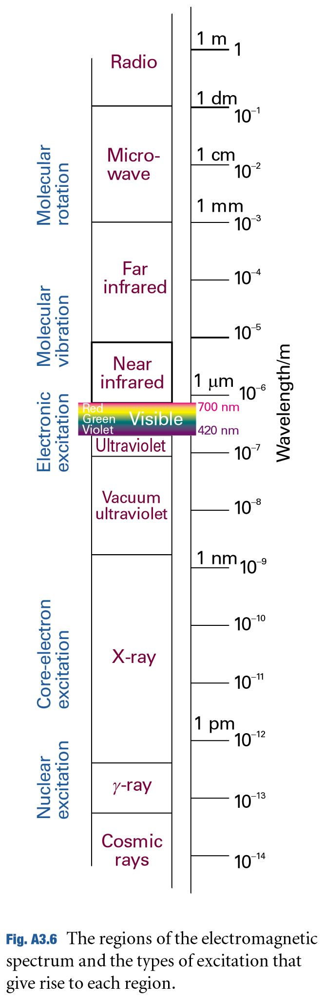 1 m
1
Radio
1 dm
10⁻¹
Molecular
rotation
Micro-
wave
1 cm
10⁻²
1 mm
10⁻³
Far
infrared
10⁻⁴
Molecular
vibration
10⁻⁵
Near
infrared
1 μm
10⁻⁶
Wavelength/m
Electronic
excitation
Red
Green
Violet
Visible
700 nm
420 nm
Ultraviolet
10⁻⁷
Vacuum
ultraviolet
10⁻⁸
1 nm
10⁻⁹
Core-electron
excitation
X-ray
10⁻¹⁰
10⁻¹¹
1 pm
10⁻¹²
Nuclear
excitation
γ-ray
10⁻¹³
Cosmic
rays
10⁻¹⁴
Fig. A3.6 The regions of the electromagnetic
spectrum and the types of excitation that
give rise to each region.